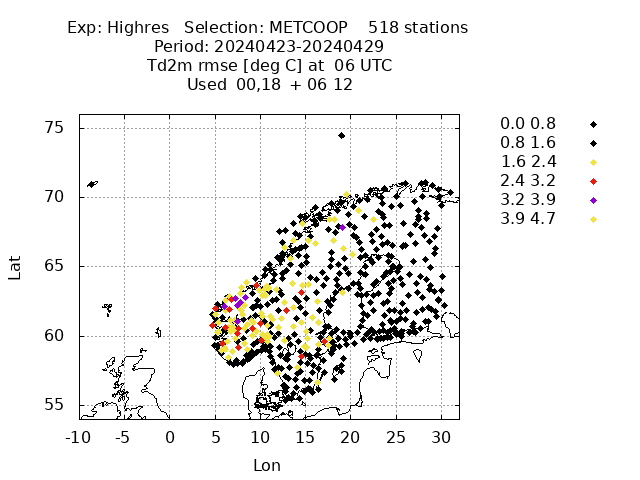 Exp: Highres   Selection: METCOOP    518 stations
Period: 20240423-20240429
Td2m rmse [deg C] at  06 UTC
Used  00,18  + 06 12
0.0 0.8
0.8 1.6
1.6 2.4
2.4 3.2
3.2 3.9
3.9 4.7
75
70
65
60
55
Lat
-10 -5 0 5 10 15 20 25 30
Lon